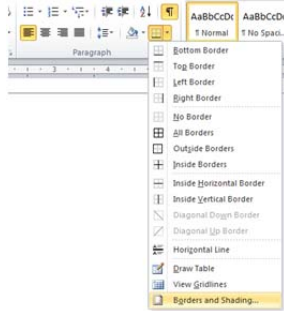 AaBbCcDc AaBbCcDc
¶ Normal ¶ No Spaci...
Paragraph
Bottom Border
Top Border
Left Border
Right Border
No Border
All Borders
Outside Borders
Inside Borders
Inside Horizontal Border
Inside Vertical Border
Diagonal Down Border
Diagonal Up Border
Horizontal Line
Draw Table
View Gridlines
Borders and Shading...